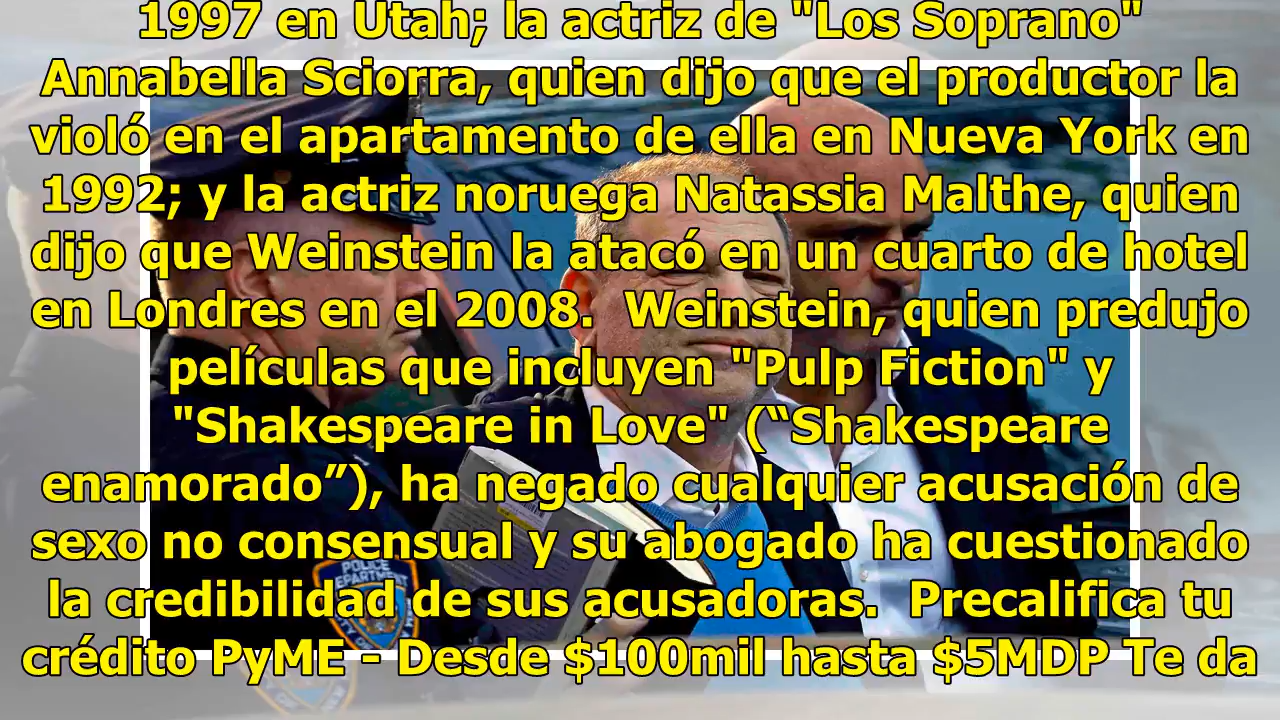 1997 en Utah; la actriz de "Los Soprano"
Annabella Sciorra, quien dijo que el productor la
violó en el apartamento de ella en Nueva York en
1992; y la actriz noruega Natassia Malthe, quien
dijo que Weinstein la atacó en un cuarto de hotel
en Londres en el 2008.  Weinstein, quien predujo
películas que incluyen "Pulp Fiction" y
"Shakespeare in Love" (“Shakespeare
enamorado”), ha negado cualquier acusación de
sexo no consensual y su abogado ha cuestionado
la credibilidad de sus acusadoras.  Precalifica tu
crédito PyME - Desde $100mil hasta $5MDP Te da
POLICE
DEPARTMENT